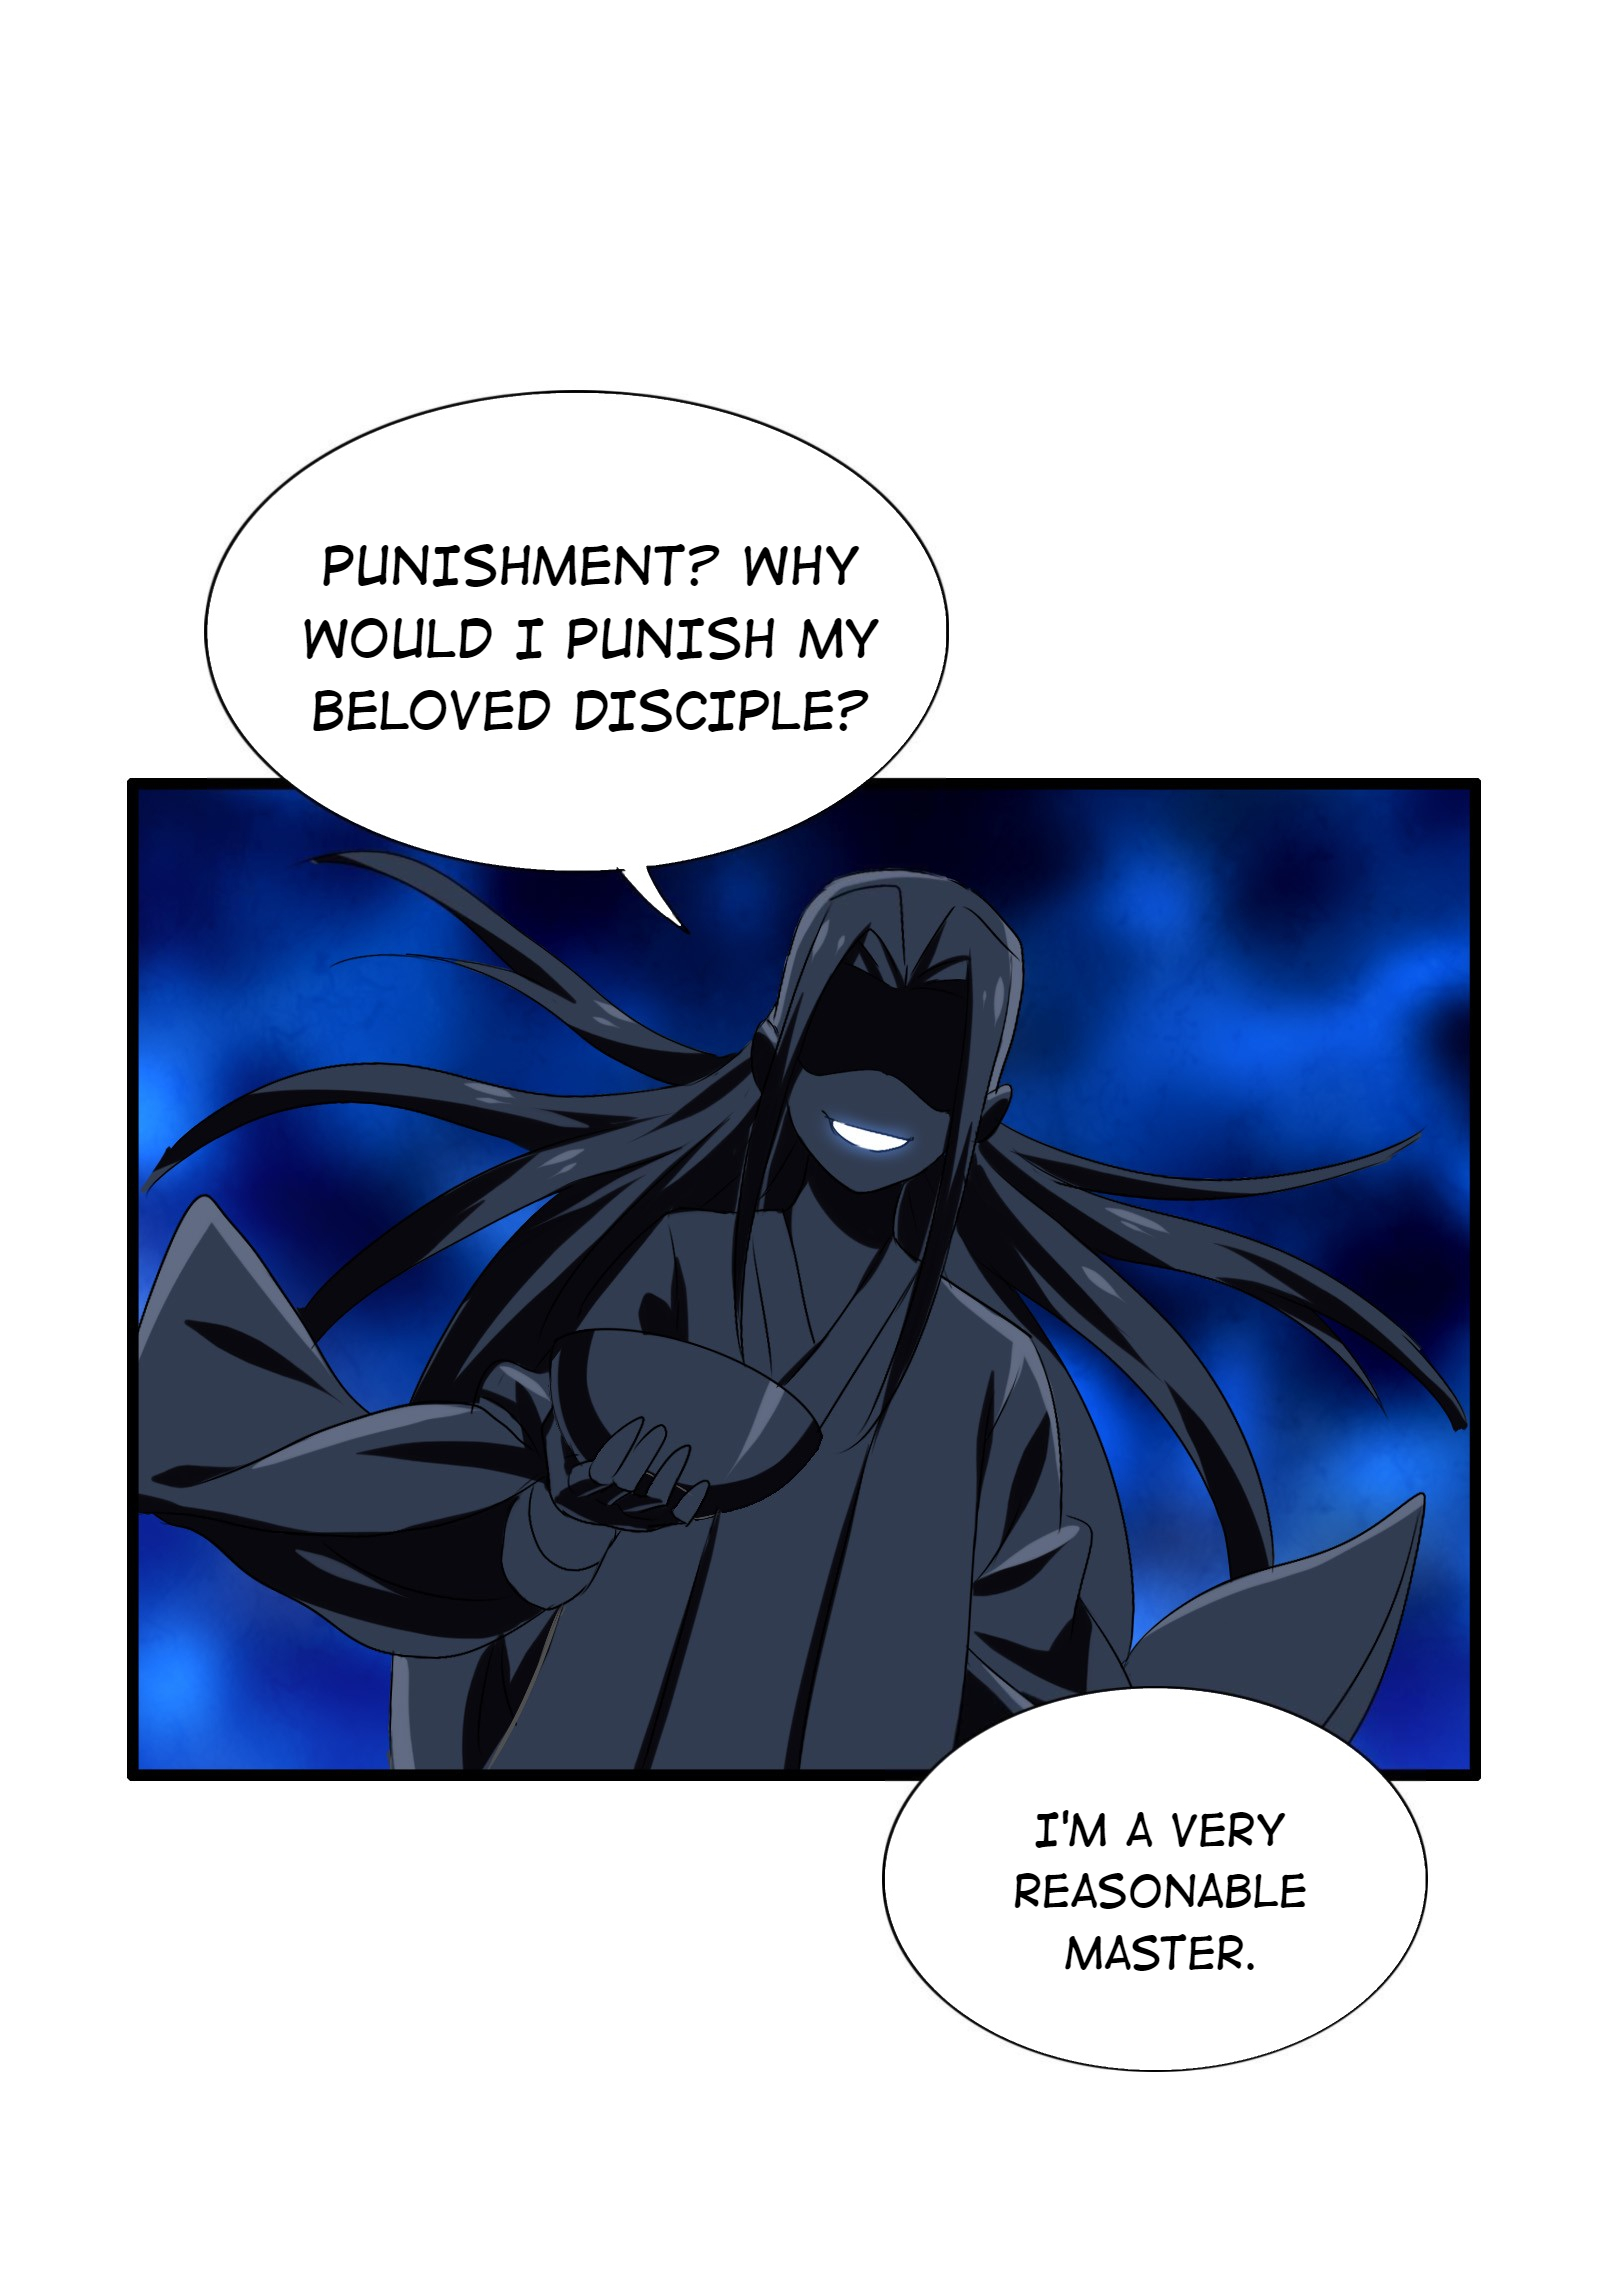 PUNISHMENT? WHY
WOULD I PUNISH MY
BELOVED DISCIPLE?
I'M A VERY
REASONABLE
MASTER.